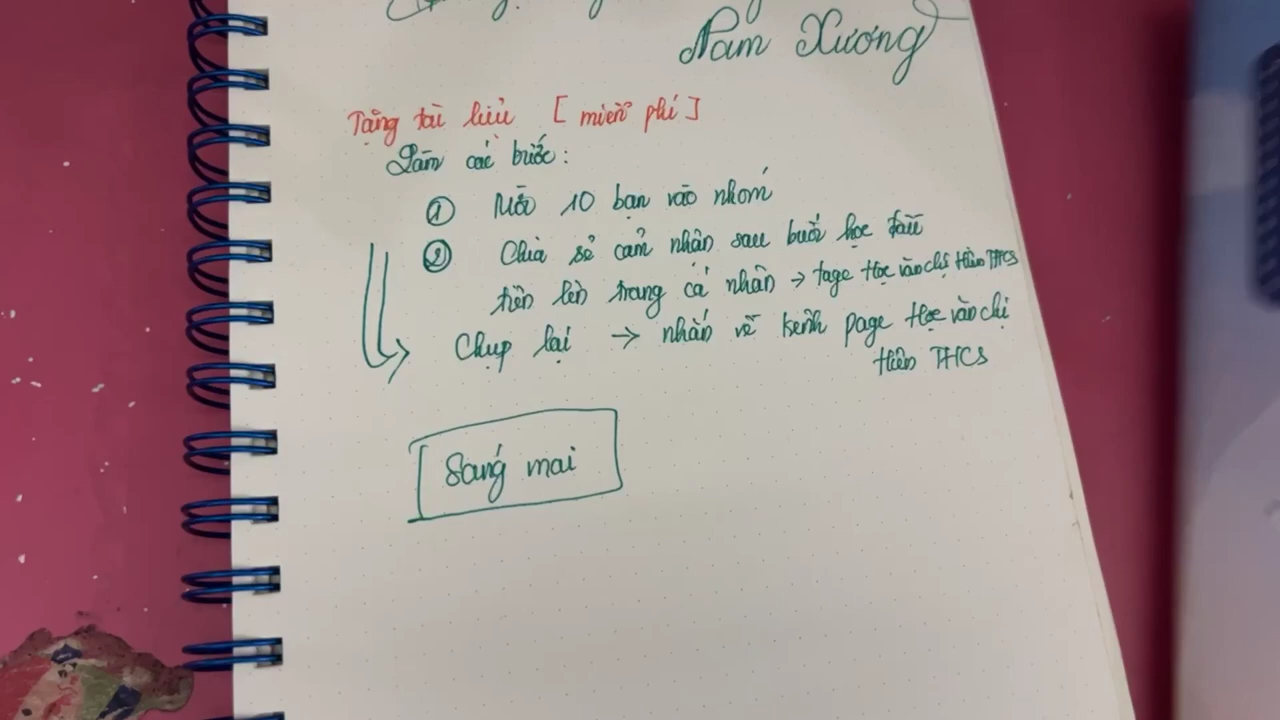 Nam Xương
Tặng tài liệu [ miễn phí ]
Làm các bước:
① Mời 10 bạn vào nhóm
② Chia sẻ cảm nhận sau buổi học đầu
tiên lên trang cá nhân → tage Học văn chị Hiên THCS
Chụp lại → nhắn về kênh page Học văn chị
Hiên THCS
Sáng mai